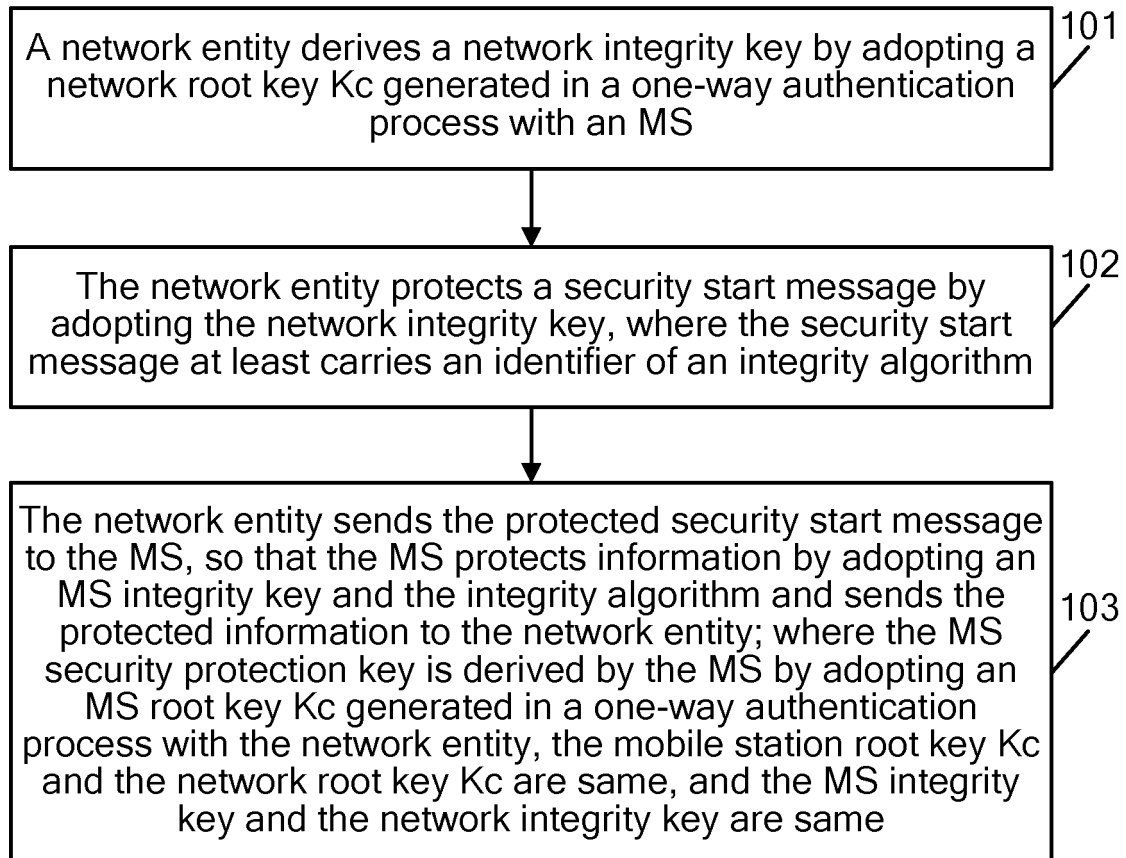 A network entity derives a network integrity key by adopting a
network root key Kc generated in a one-way authentication
process with an MS
101
The network entity protects a security start message by
adopting the network integrity key, where the security start
message at least carries an identifier of an integrity algorithm
102
The network entity sends the protected security start message
to the MS, so that the MS protects information by adopting an
MS integrity key and the integrity algorithm and sends the
protected information to the network entity; where the MS
security protection key is derived by the MS by adopting an
MS root key Kc generated in a one-way authentication
process with the network entity, the mobile station root key Kc
and the network root key Kc are same, and the MS integrity
key and the network integrity key are same
103